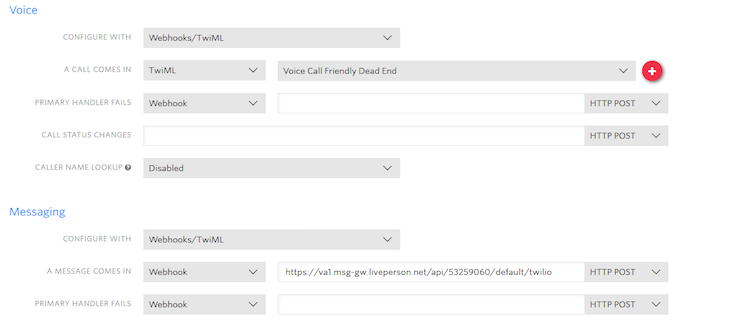 Voice
CONFIGURE WITH Webhooks/TwiML
A CALL COMES IN TwiML Voice Call Friendly Dead End
PRIMARY HANDLER FAILS Webhook HTTP POST
CALL STATUS CHANGES HTTP POST
CALLER NAME LOOKUP Disabled
Messaging
CONFIGURE WITH Webhooks/TwiML
A MESSAGE COMES IN Webhook https://va1.msg-gw.liveperson.net/api/53259060/default/twilio HTTP POST
PRIMARY HANDLER FAILS Webhook HTTP POST